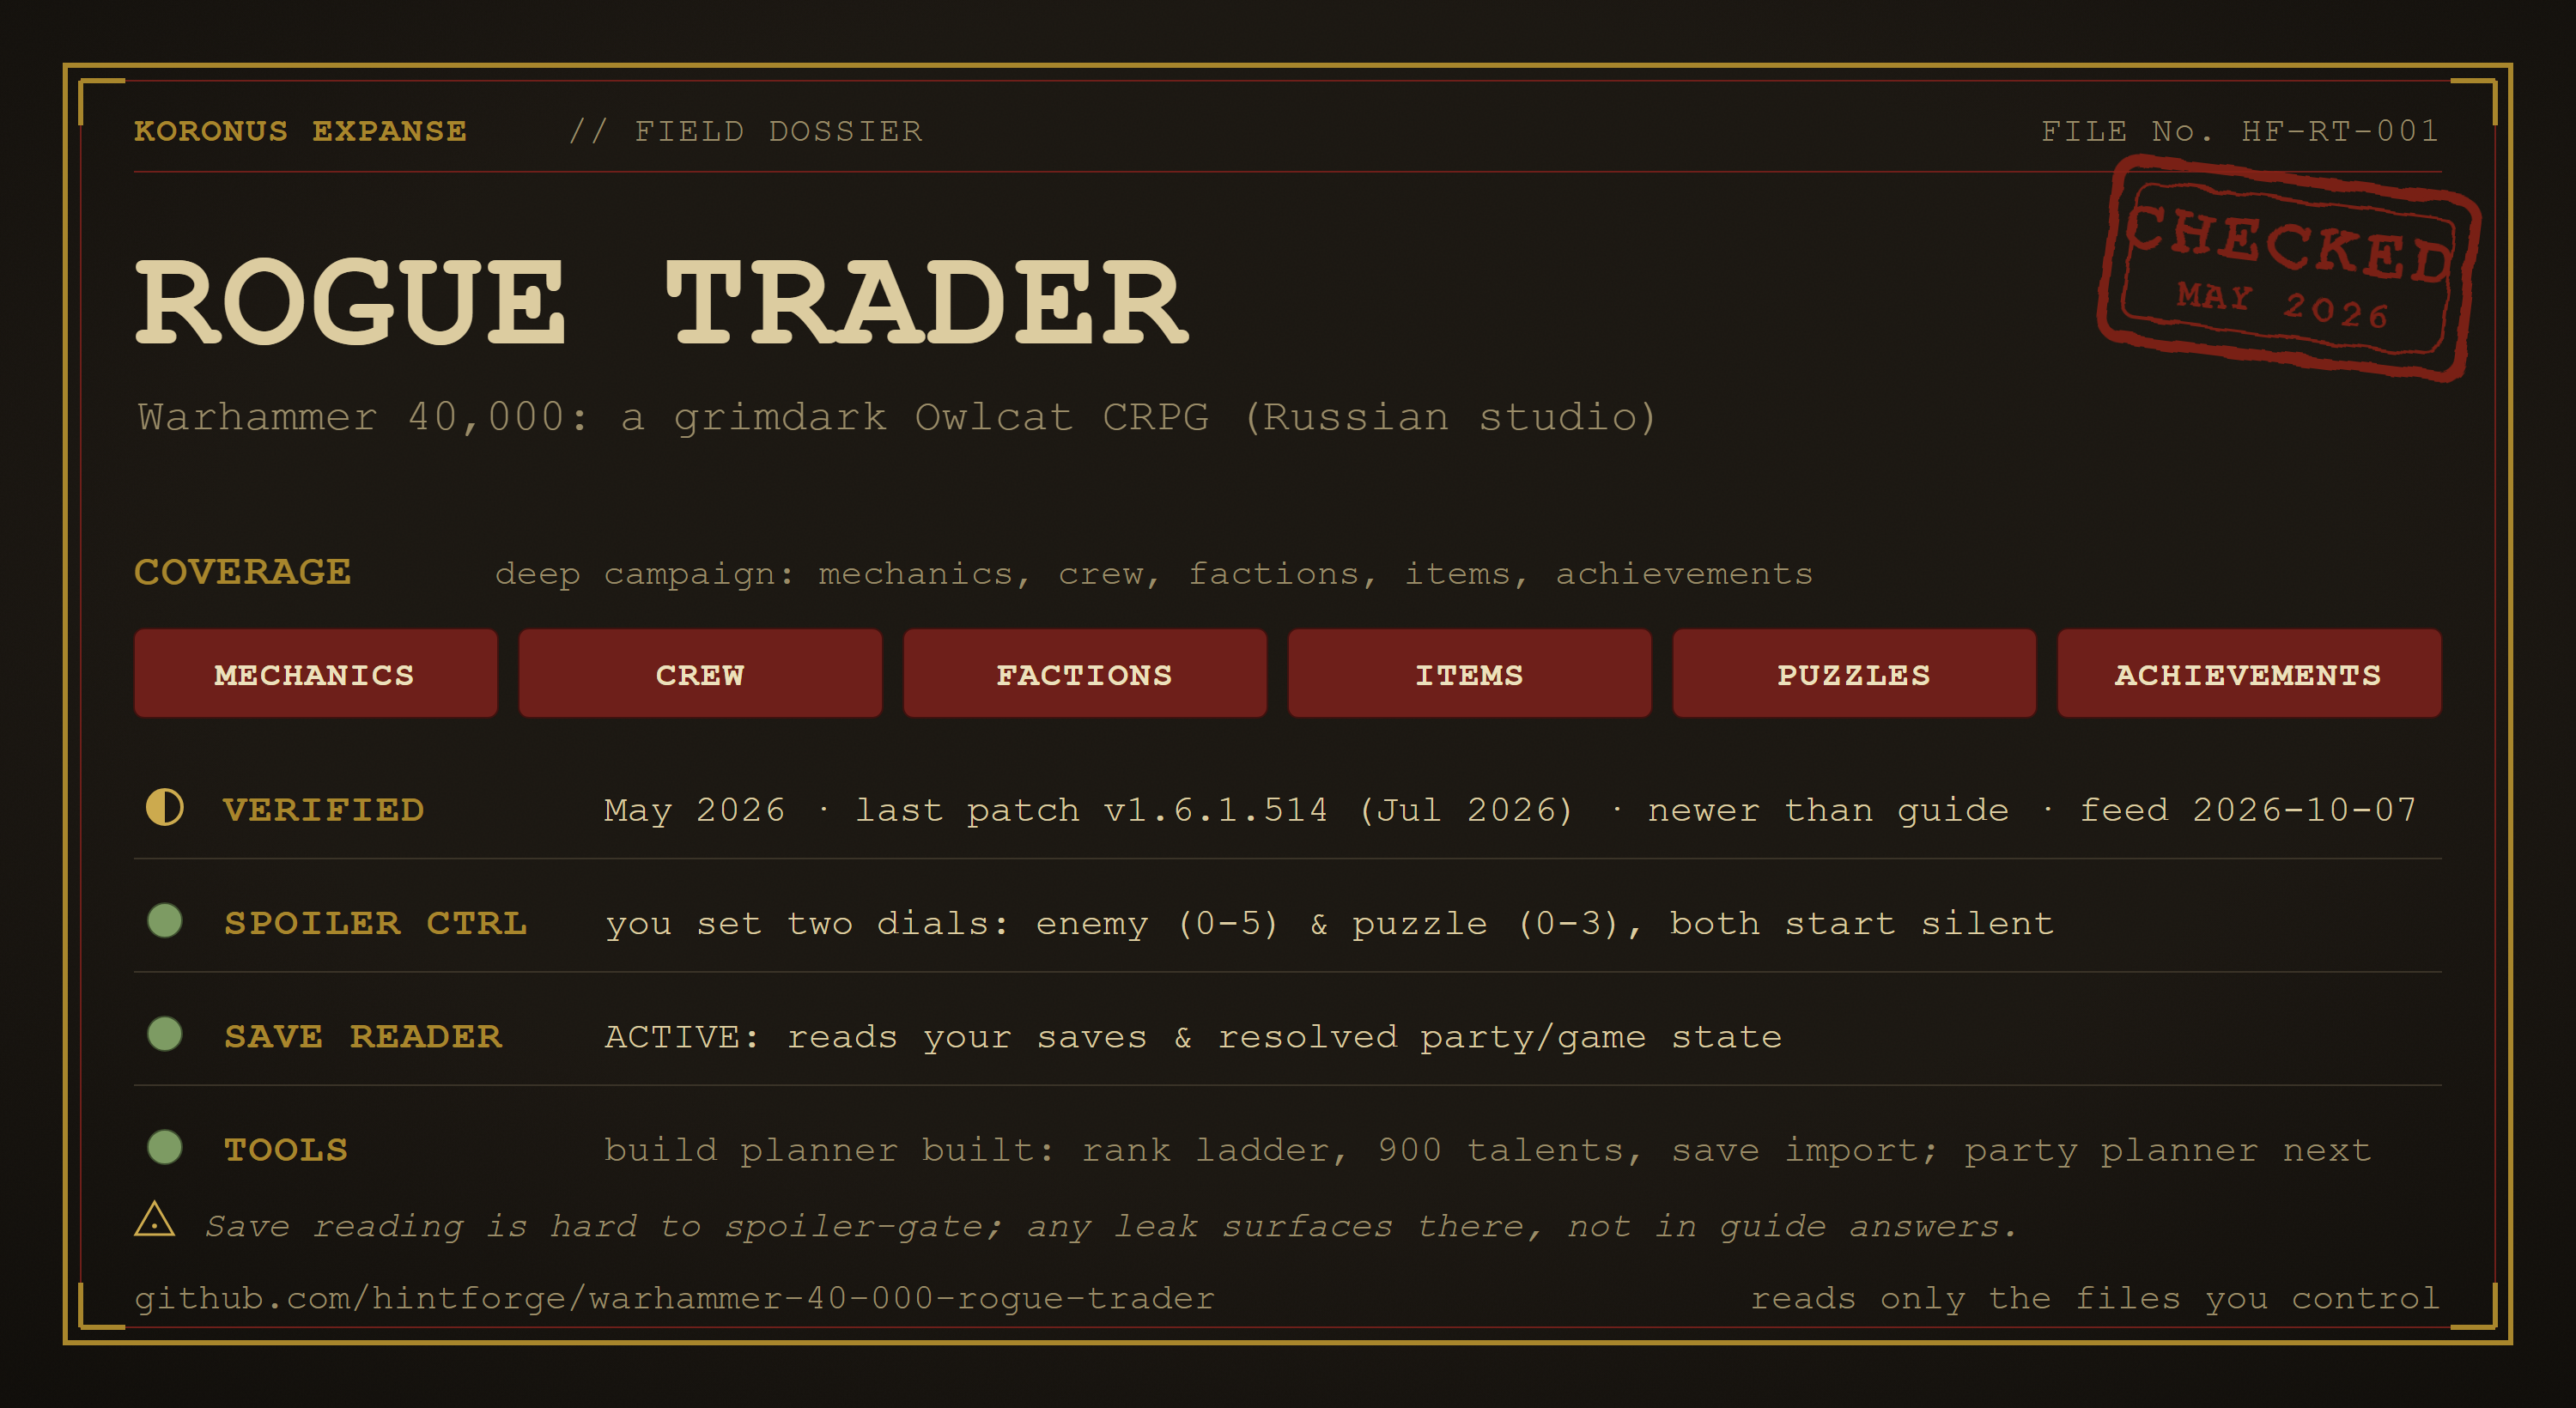 KORONUS EXPANSE // FIELD DOSSIER FILE No. HF-RT-001
CHECKED
MAY 2026
ROGUE TRADER
Warhammer 40,000: a grimdark Owlcat CRPG (Russian studio)
COVERAGE deep campaign: mechanics, crew, factions, items, achievements
MECHANICS CREW FACTIONS ITEMS PUZZLES ACHIEVEMENTS
VERIFIED May 2026 · last patch v1.6.1.514 (Jul 2026) · newer than guide · feed 2026-10-07
SPOILER CTRL you set two dials: enemy (0-5) & puzzle (0-3), both start silent
SAVE READER ACTIVE: reads your saves & resolved party/game state
TOOLS build planner built: rank ladder, 900 talents, save import; party planner next
Save reading is hard to spoiler-gate; any leak surfaces there, not in guide answers.
github.com/hintforge/warhammer-40-000-rogue-trader reads only the files you control